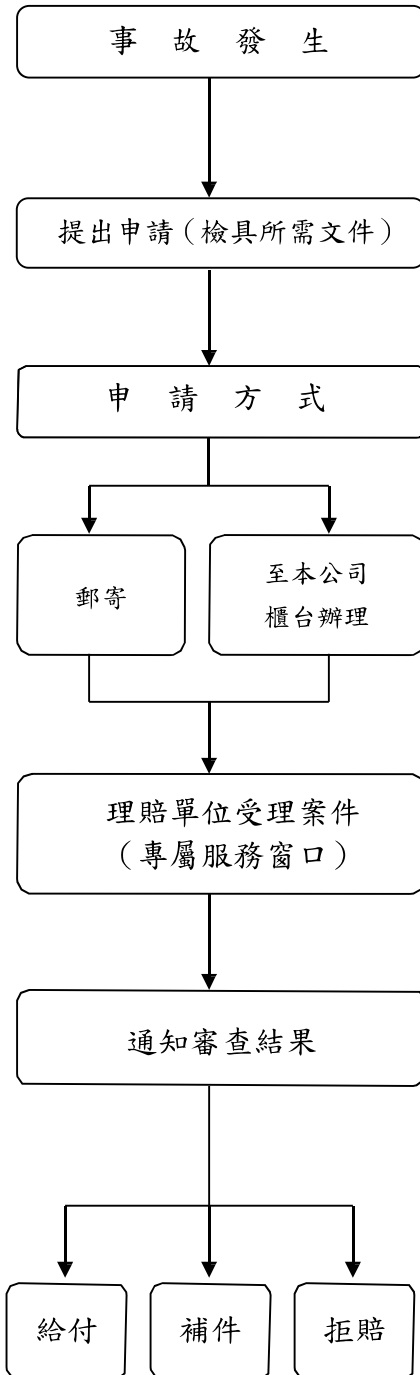 事故發生
提出申請（檢具所需文件）
申請方式
郵寄
至本公司
櫃台辦理
理賠單位受理案件
（專屬服務窗口）
通知審查結果
給付
補件
拒賠